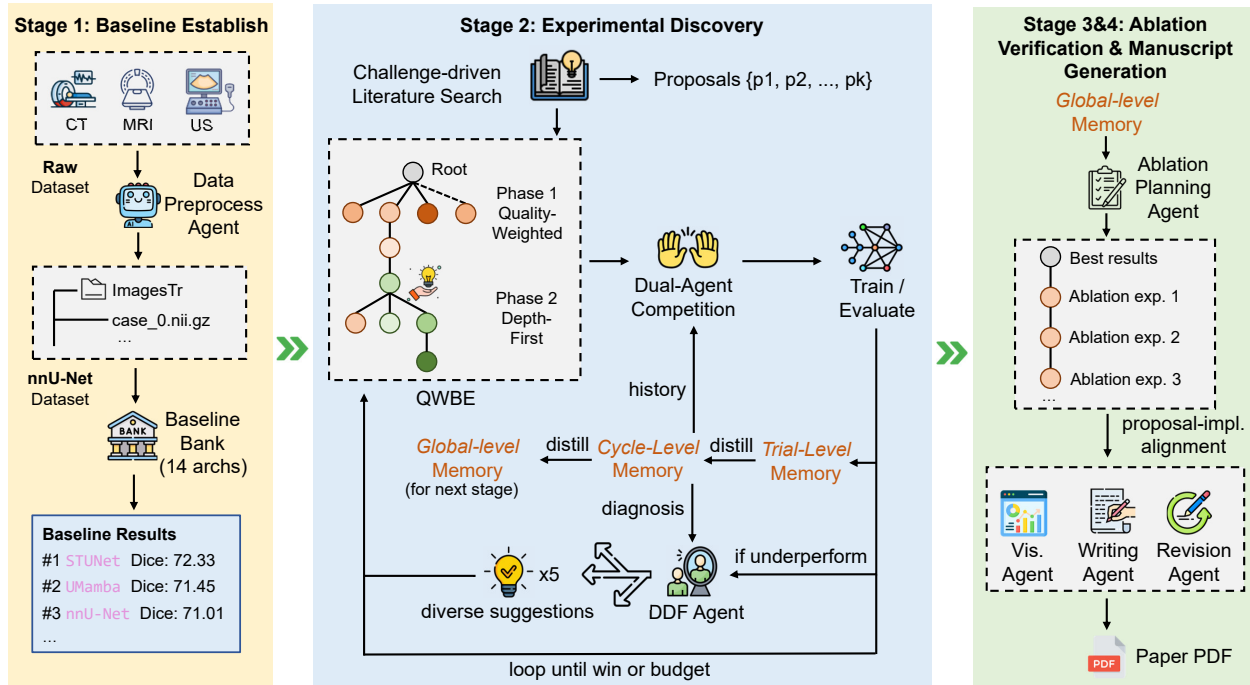 Stage 1: Baseline Establish
CT
MRI
US
Raw
Dataset
Data
Preprocess
Agent
AI
ImagesTr
case_0.nii.gz
...
nnU-Net
Dataset
BANK
Baseline
Bank
(14 archs)
Baseline Results
#1 STUNet Dice: 72.33
#2 UMamba Dice: 71.45
#3 nnU-Net Dice: 71.01
...
Stage 2: Experimental Discovery
Challenge-driven
Literature Search
Proposals {p1, p2, ..., pk}
Root
Phase 1
Quality-
Weighted
Phase 2
Depth-
First
QWBE
Dual-Agent
Competition
Train /
Evaluate
history
Global-level
Memory
(for next stage)
distill
Cycle-Level
Memory
distill
Trial-Level
Memory
diagnosis
if underperform
x5
diverse suggestions
DDF Agent
loop until win or budget
Stage 3&4: Ablation
Verification & Manuscript
Generation
Global-level
Memory
Ablation
Planning
Agent
Best results
Ablation exp. 1
Ablation exp. 2
Ablation exp. 3
...
proposal-impl.
alignment
Vis.
Agent
Writing
Agent
Revision
Agent
PDF
Paper PDF